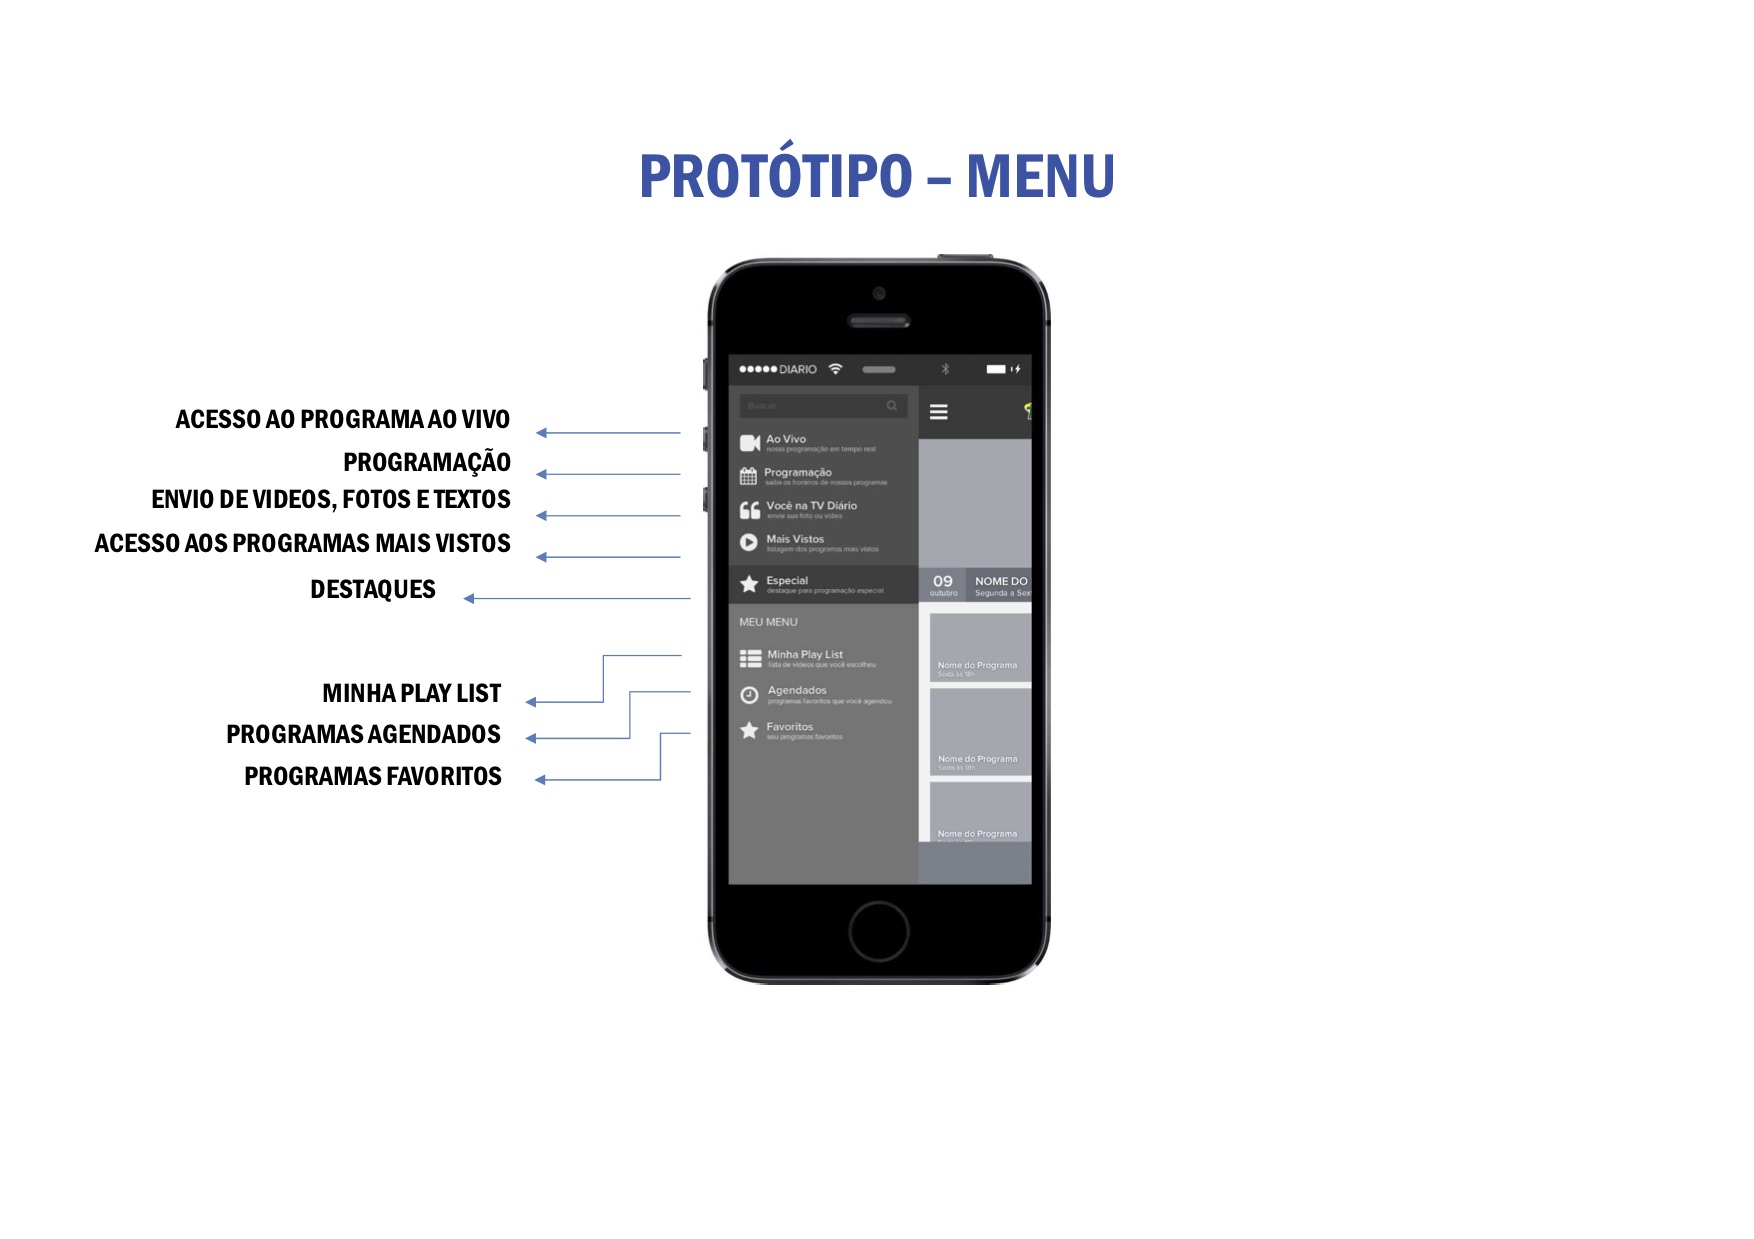 PROTÓTIPO – MENU
ACESSO AO PROGRAMA AO VIVO
PROGRAMAÇÃO
ENVIO DE VIDEOS, FOTOS E TEXTOS
ACESSO AOS PROGRAMAS MAIS VISTOS
DESTAQUES
MINHA PLAY LIST
PROGRAMAS AGENDADOS
PROGRAMAS FAVORITOS
DIARIO
Buscar
Ao Vivo
nossa programação em tempo real
Programação
saiba os horários de nossos programas
Você na TV Diário
envie sua foto ou vídeo
Mais Vistos
listagem dos programas mais vistos
Especial
destaque para programação especial
MEU MENU
Minha Play List
lista de videos que você escolheu
Agendados
programas favoritos que você agendou
Favoritos
seu programas favoritos
09
outubro
NOME DO
Segunda a Sex
Nome do Programa
Sexta às 18h
Nome do Programa
Sexta às 18h
Nome do Programa